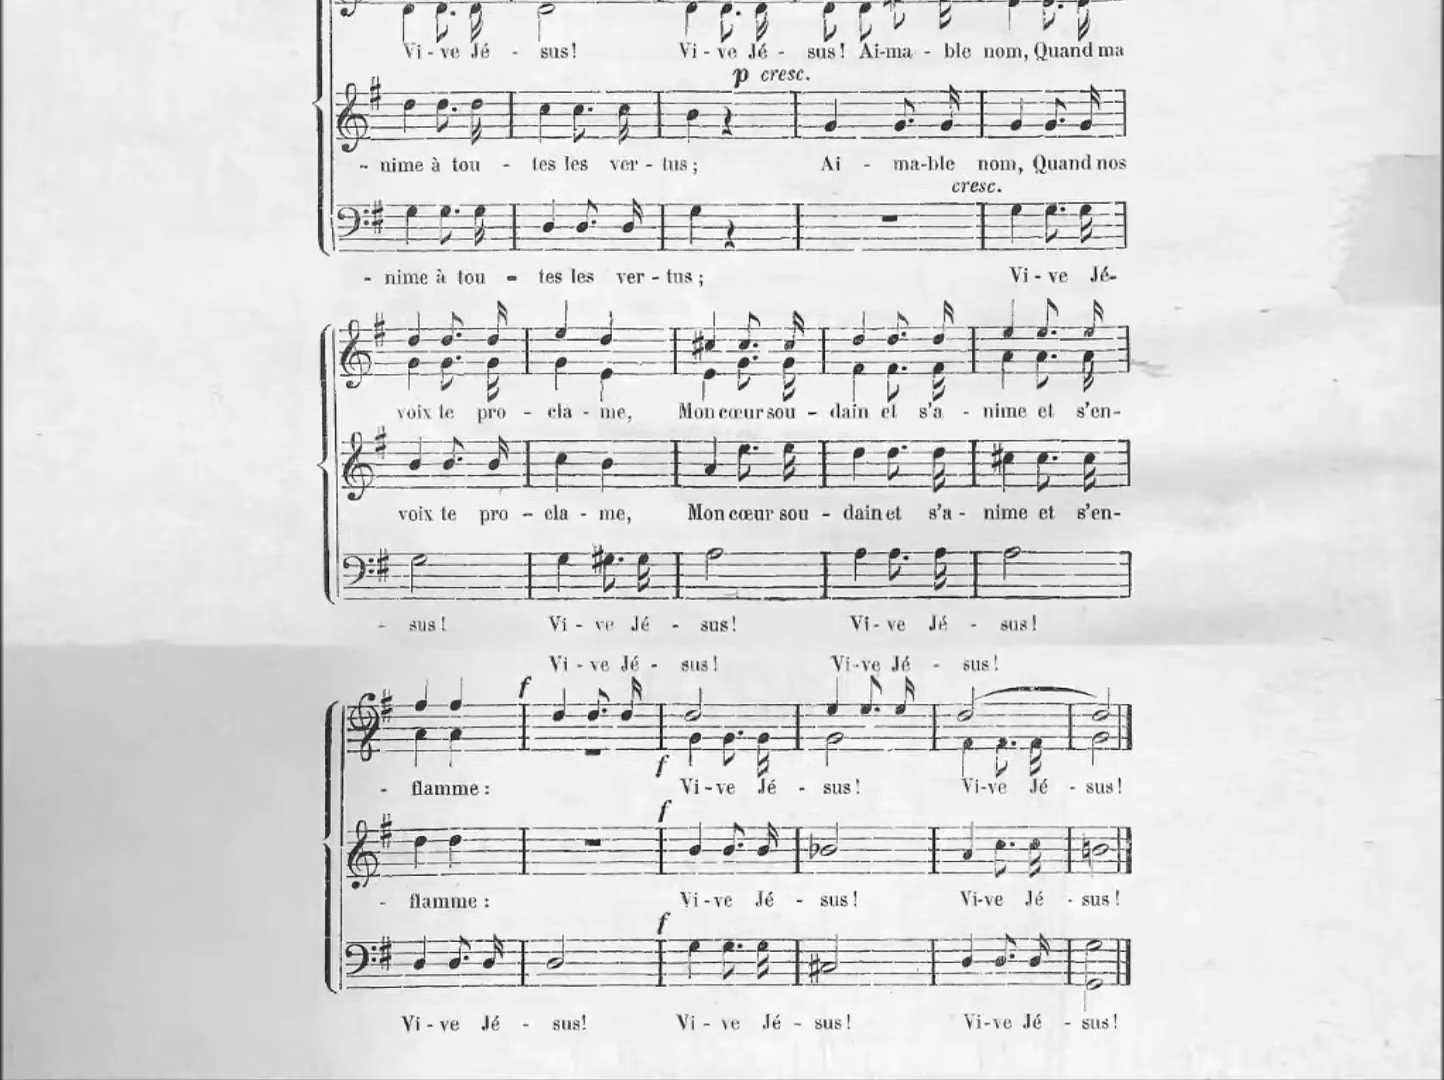 Vi - ve Jé - sus! Vi - ve Jé - sus! Ai-ma - ble nom, Quand ma
p cresc.
- nime à tou - tes les ver - tus; Ai - ma-ble nom, Quand nos
cresc.
- nime à tou - tes les ver - tus; Vi - ve Jé-
voix te pro - cla - me, Mon cœur sou - dain et s'a - nime et s'en-
voix te pro - cla - me, Mon cœur sou - dain et s'a - nime et s'en-
- sus! Vi - ve Jé - sus! Vi - ve Jé - sus!
Vi - ve Jé - sus! Vi-ve Jé - sus!
f
f
- flamme: Vi-ve Jé - sus! Vi-ve Jé - sus!
f
- flamme: Vi-ve Jé - sus! Vi-ve Jé - sus!
f
Vi - ve Jé - sus! Vi - ve Jé - sus! Vi-ve Jé - sus!